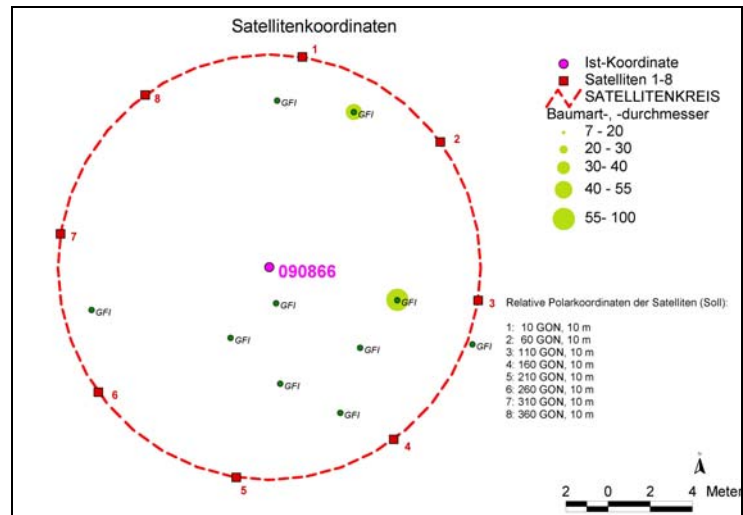 Satellitenkoordinaten
1
Ist-Koordinate
Satelliten 1-8
SATELLITENKREIS
Baumart-, -durchmesser
7 - 20
20 - 30
30- 40
40 - 55
55- 100
8
GFI
GFI
2
7
090866
GFI
GFI
GFI
3
Relative Polarkoordinaten der Satelliten (Soll):
1: 10 GON, 10 m
2: 60 GON, 10 m
3: 110 GON, 10 m
4: 160 GON, 10 m
5: 210 GON, 10 m
6: 260 GON, 10 m
7: 310 GON, 10 m
8: 360 GON, 10 m
GFI
GFI
GFI
GFI
GFI
6
4
5
2 0 2 4 Meter